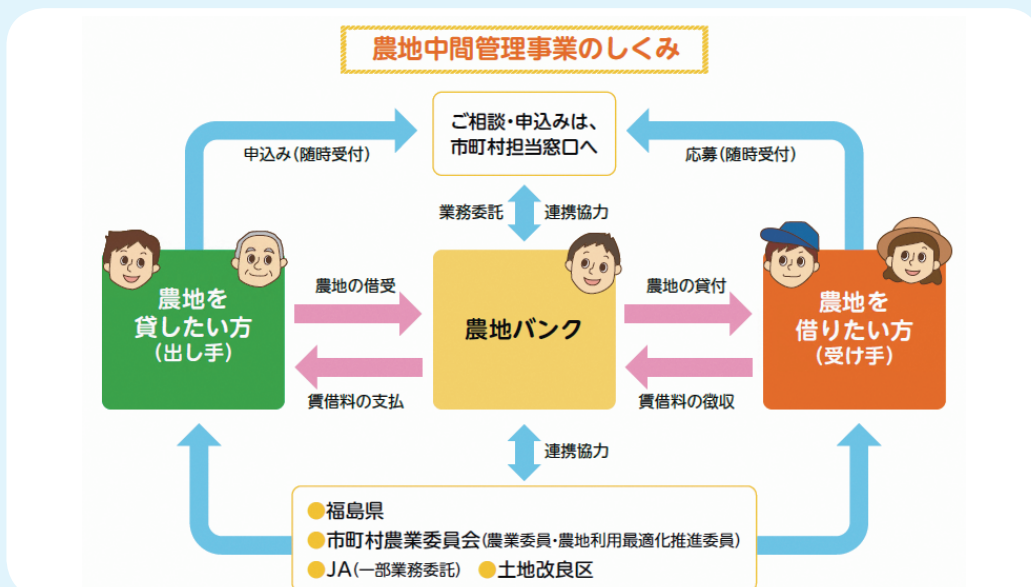 農地中間管理事業のしくみ
ご相談・申込みは、
市町村担当窓口へ
申込み(随時受付)
応募(随時受付)
業務委託
連携協力
農地を
貸したい方
(出し手)
農地の借受
賃借料の支払
農地バンク
農地の貸付
賃借料の徴収
農地を
借りたい方
(受け手)
連携協力
●福島県
●市町村農業委員会(農業委員・農地利用最適化推進委員)
●JA(一部業務委託) ●土地改良区